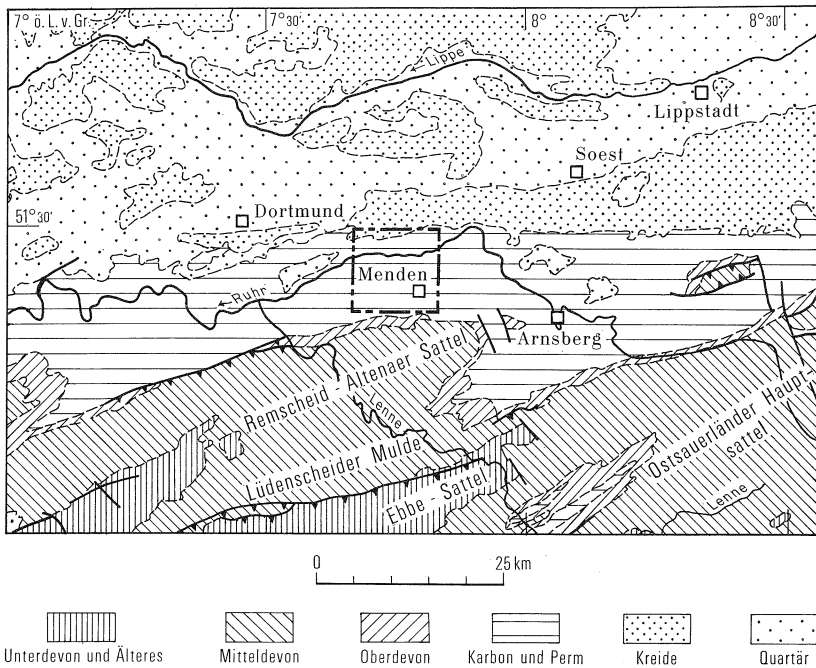 7° ö. L. v. Gr.
7°30'
8°
8°30'
Lippe
Lippstadt
Soest
51°30'
Dortmund
Menden
Ruhr
Arnsberg
Remscheid-Altenaer Sattel
Lenne
Lüdenscheider Mulde
Ebbe-Sattel
Ostsauerländer Haupt-
sattel
Lenne
0 25 km
Unterdevon und Älteres
Mitteldevon
Oberdevon
Karbon und Perm
Kreide
Quartär